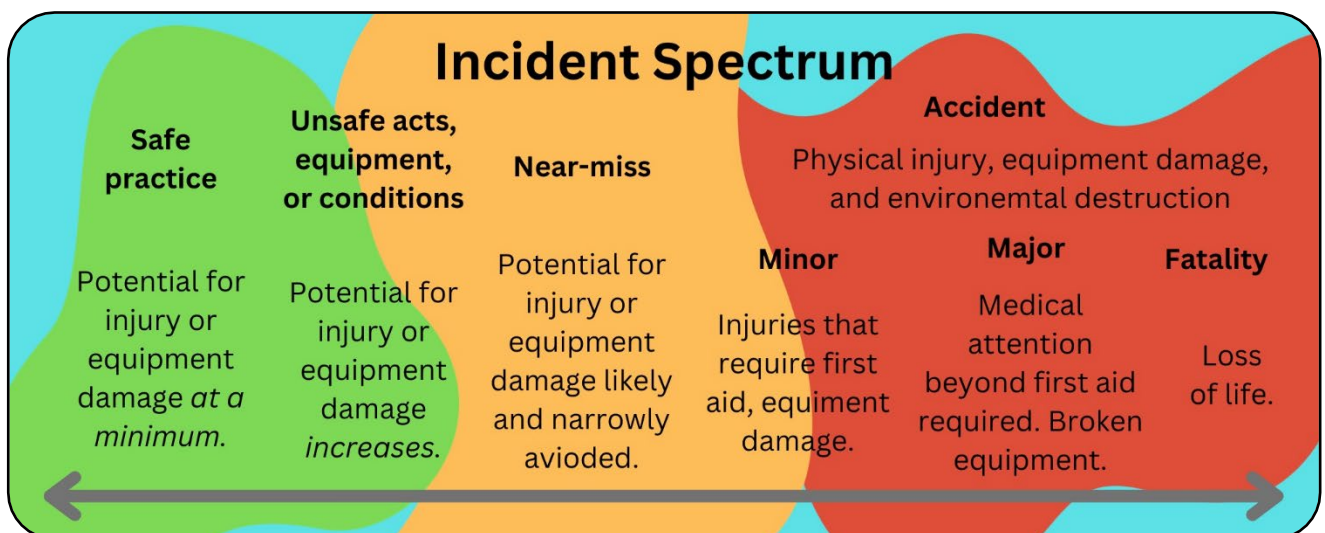 Incident Spectrum
Safe
practice
Potential for
injury or
equipment
damage at a
minimum.
Unsafe acts,
equipment,
or conditions
Potential for
injury or
equipment
damage
increases.
Near-miss
Potential for
injury or
equipment
damage likely
and narrowly
avioded.
Accident
Physical injury, equipment damage,
and environemtal destruction
Minor
Injuries that
require first
aid, equiment
damage.
Major
Medical
attention
beyond first aid
required. Broken
equipment.
Fatality
Loss
of life.